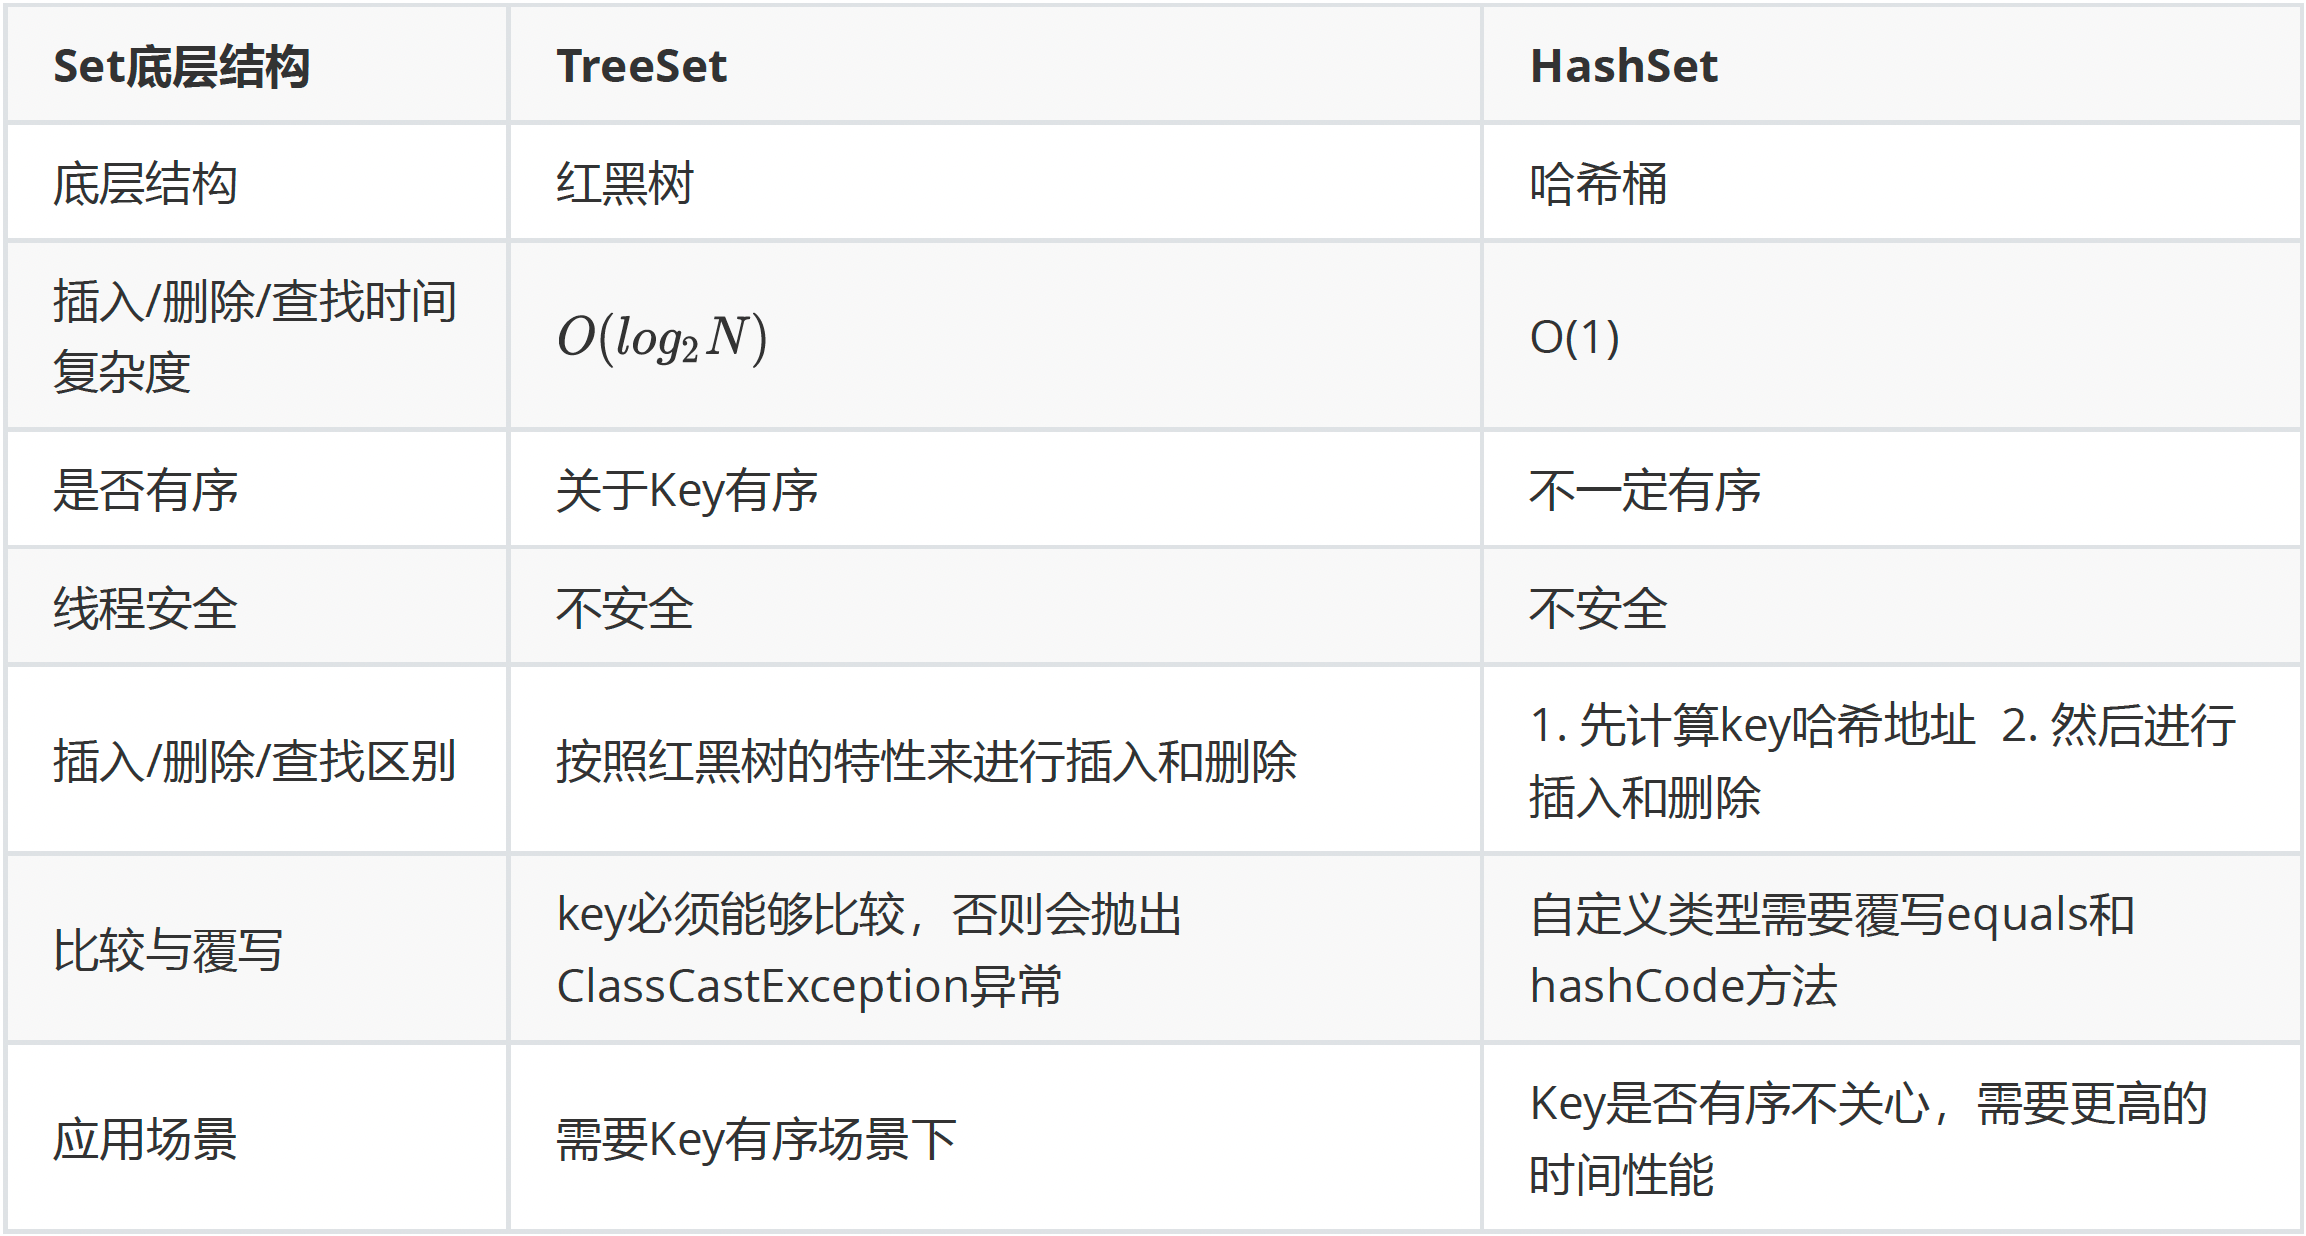 Set底层结构
TreeSet
HashSet
底层结构
红黑树
哈希桶
插入/删除/查找时间
复杂度
O(log₂N)
O(1)
是否有序
关于Key有序
不一定有序
线程安全
不安全
不安全
插入/删除/查找区别
按照红黑树的特性来进行插入和删除
1. 先计算key哈希地址 2. 然后进行
插入和删除
比较与覆写
key必须能够比较，否则会抛出
ClassCastException异常
自定义类型需要覆写equals和
hashCode方法
应用场景
需要Key有序场景下
Key是否有序不关心，需要更高的
时间性能